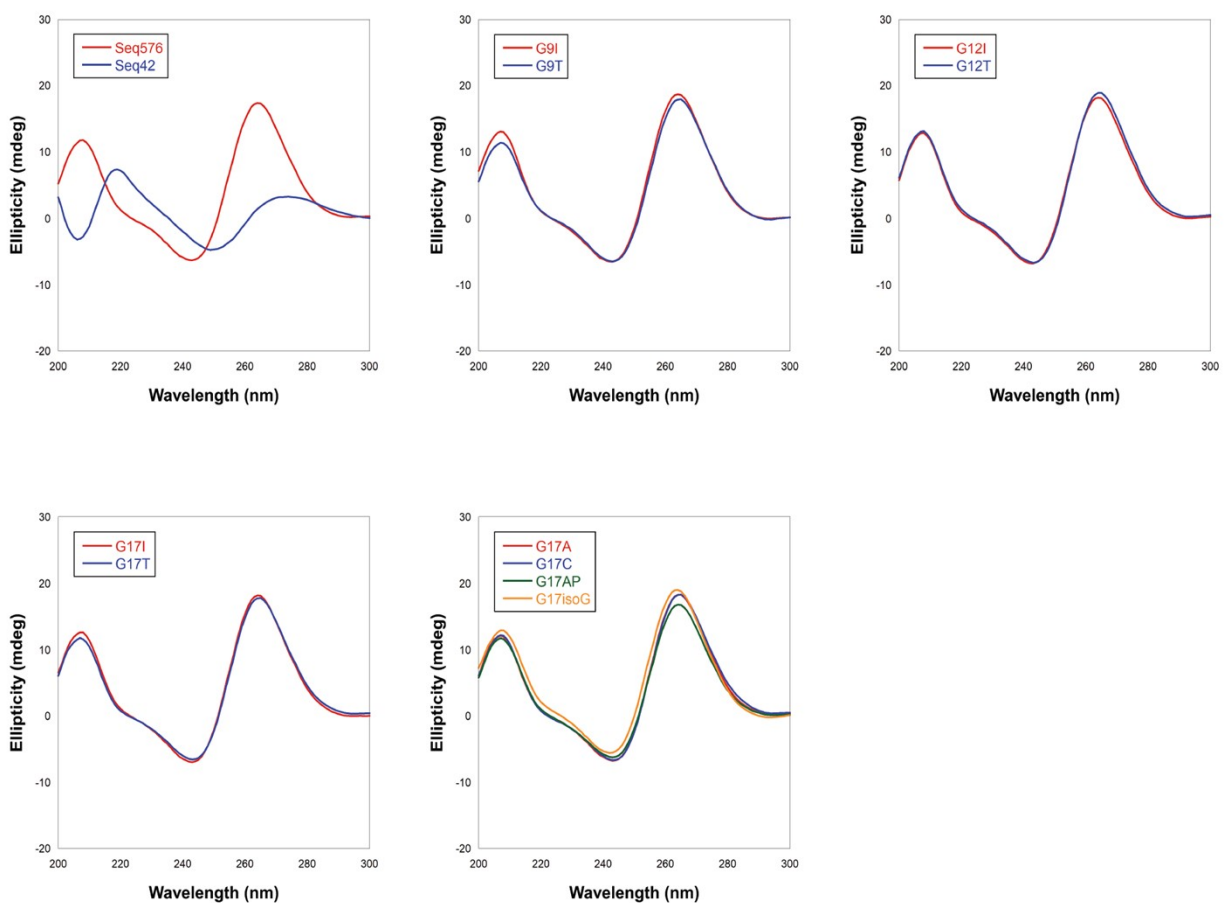 30
20
10
0
-10
-20
Ellipticity (mdeg)
Seq576
Seq42
200 220 240 260 280 300
Wavelength (nm)
30
20
10
0
-10
-20
Ellipticity (mdeg)
G9I
G9T
200 220 240 260 280 300
Wavelength (nm)
30
20
10
0
-10
-20
Ellipticity (mdeg)
G12I
G12T
200 220 240 260 280 300
Wavelength (nm)
30
20
10
0
-10
-20
Ellipticity (mdeg)
G17I
G17T
200 220 240 260 280 300
Wavelength (nm)
30
20
10
0
-10
-20
Ellipticity (mdeg)
G17A
G17C
G17AP
G17isoG
200 220 240 260 280 300
Wavelength (nm)